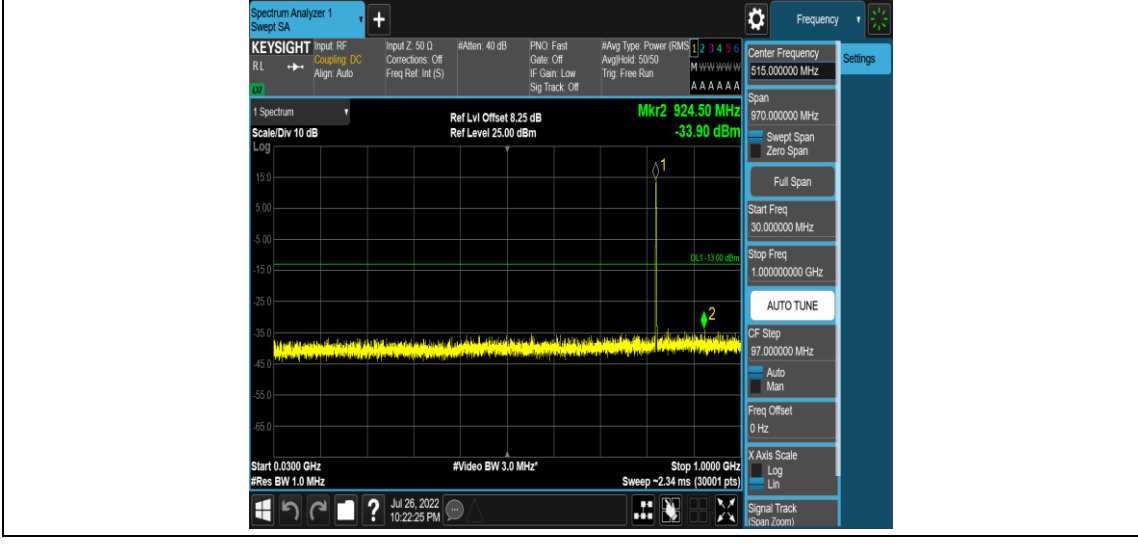 Spectrum Analyzer 1
Swept SA
+
Frequency
KEYSIGHT
RL
LXI
Input: RF
Coupling: DC
Align: Auto
Input Z: 50 Ω
Corrections: Off
Freq Ref: Int (S)
#Atten: 40 dB
PNO: Fast
Gate: Off
IF Gain: Low
Sig Track: Off
#Avg Type: Power (RMS
Avg|Hold: 50/50
Trig: Free Run
1 2 3 4 5 6
M W W W W W
A A A A A A
1 Spectrum
Scale/Div 10 dB
Log
Ref Lvl Offset 8.25 dB
Ref Level 25.00 dBm
Mkr2 924.50 MHz
-33.90 dBm
15.0
5.00
-5.00
-15.0
-25.0
-35.0
-45.0
-55.0
-65.0
1
DL1 -13.00 dBm
2
Start 0.0300 GHz
#Res BW 1.0 MHz
#Video BW 3.0 MHz*
Stop 1.0000 GHz
Sweep ~2.34 ms (30001 pts)
Center Frequency
515.000000 MHz
Settings
Span
970.000000 MHz
Swept Span
Zero Span
Full Span
Start Freq
30.000000 MHz
Stop Freq
1.000000000 GHz
AUTO TUNE
CF Step
97.000000 MHz
Auto
Man
Freq Offset
0 Hz
X Axis Scale
Log
Lin
Signal Track
(Span Zoom)
?
Jul 26, 2022
10:22:25 PM